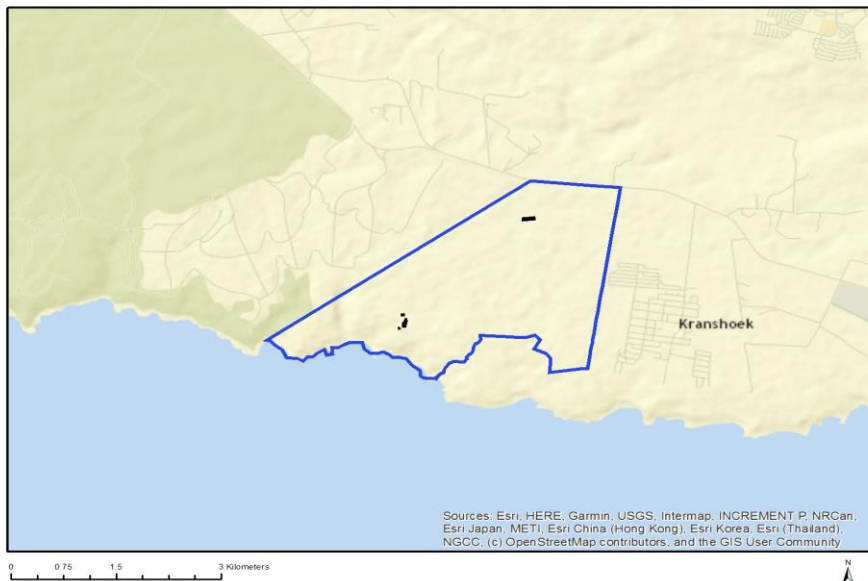 Kranshoek
Sources: Esri, HERE, Garmin, USGS, Intermap, INCREMENT P, NRCan,
Esri Japan, METI, Esri China (Hong Kong), Esri Korea, Esri (Thailand),
NGCC, (c) OpenStreetMap contributors, and the GIS User Community
0 0.75 1.5 3 Kilometers
N